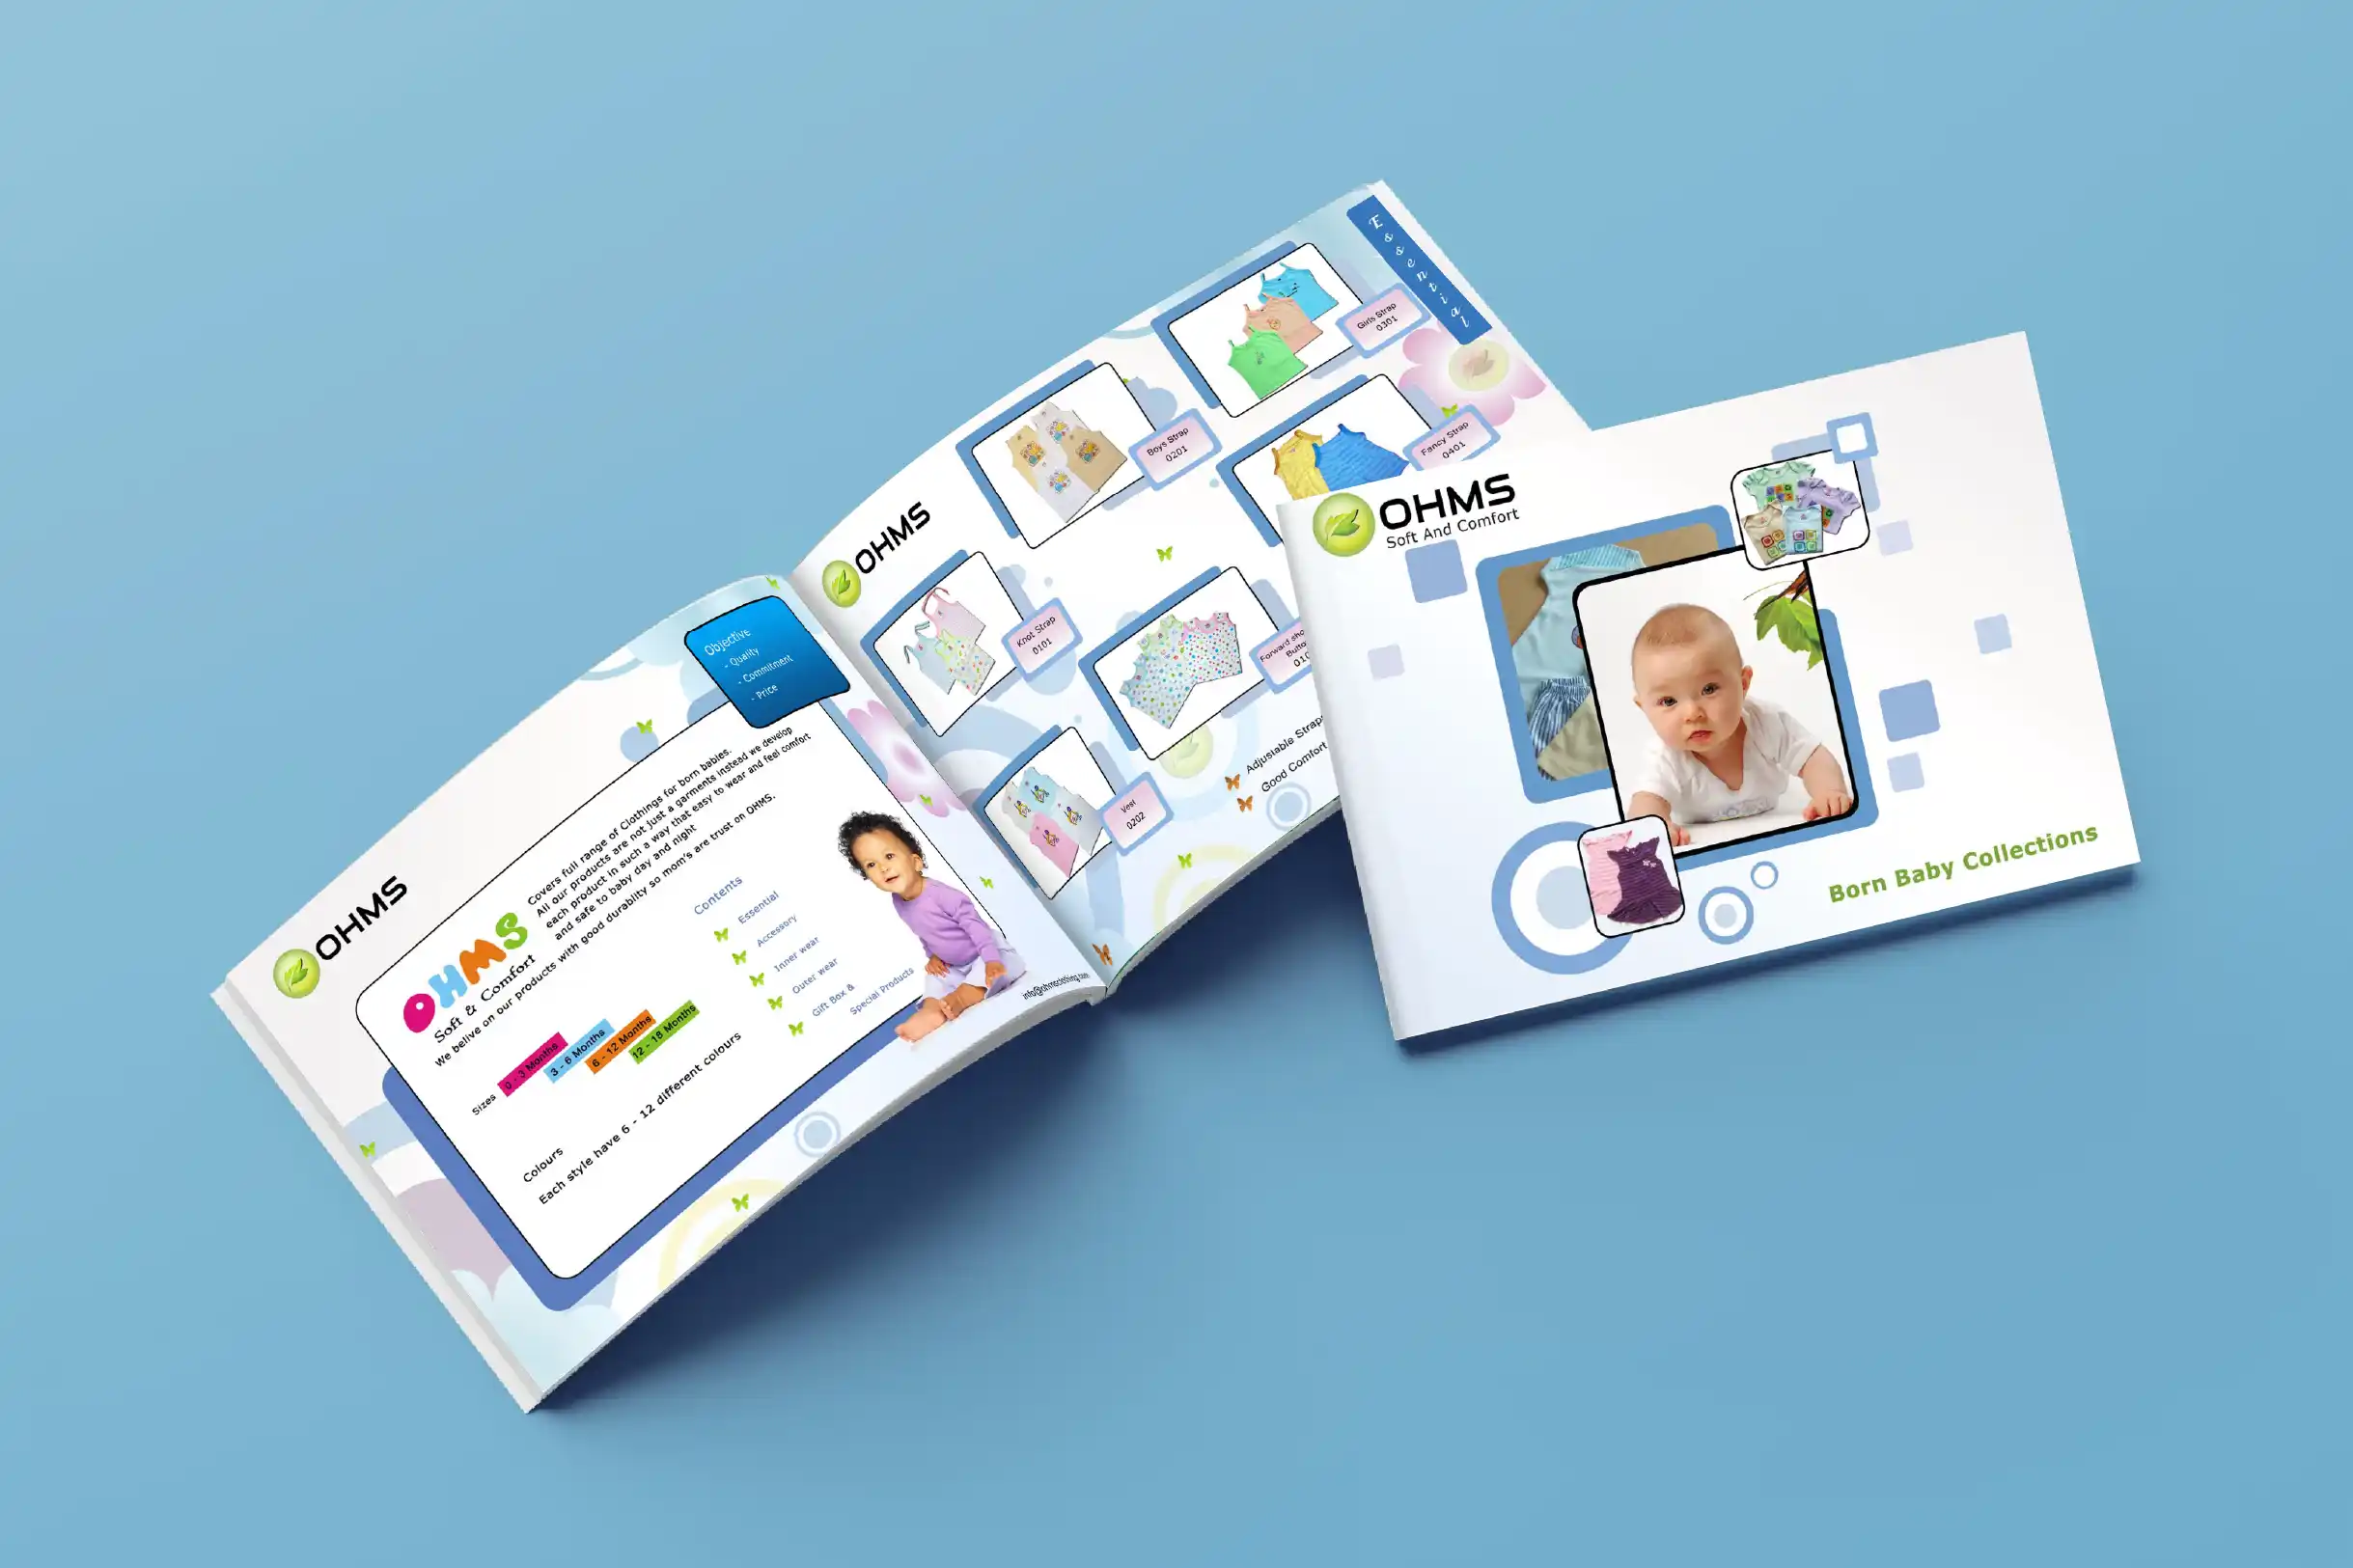 OHMS
Objective
- Quality
- Commitment
- Price
OHMS
Soft & Comfort
Covers full range of Clothings for born babies.
All our products are not just a garments instead we develop
each product in such a way that easy to wear and feel comfort
and safe to baby day and night
We belive on our products with good durability so mom's are trust on OHMS.
Sizes
0 - 3 Months
3 - 6 Months
6 - 12 Months
12 - 18 Months
Colours
Each style have 6 - 12 different colours
Contents
Essential
Accessory
Inner wear
Outer wear
Gift Box &
Special Products
info@ohmsclothing.com
OHMS
Essential
Girls Strap
0301
Boys Strap
0201
Fancy Strap
0401
Knot Strap
0101
Forward
Vest
0202
Adjustable
Good Comfort
OHMS
Soft And Comfort
Born Baby Collections